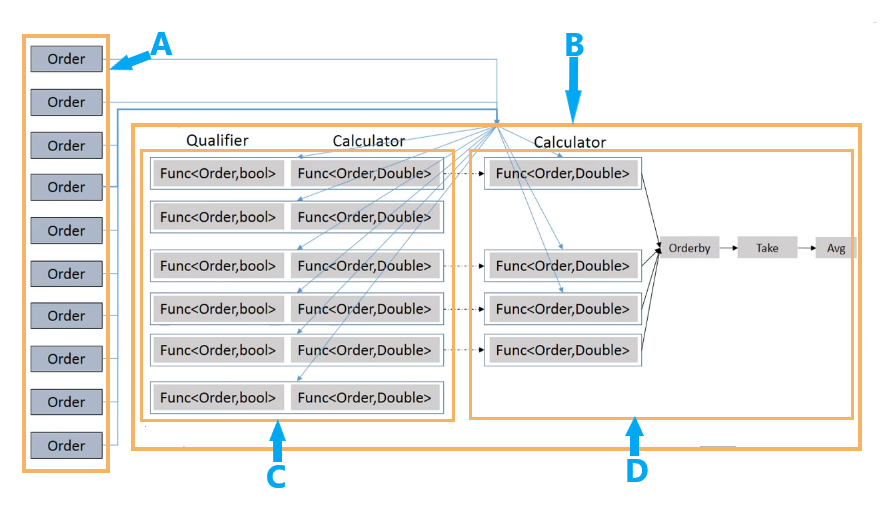 A
B
Order
Order
Order
Order
Order
Order
Order
Order
Order
Order
Qualifier Calculator Calculator
Func<Order,bool> Func<Order,Double> Func<Order,Double>
Func<Order,bool> Func<Order,Double>
Func<Order,bool> Func<Order,Double> Func<Order,Double>
Func<Order,bool> Func<Order,Double> Func<Order,Double>
Func<Order,bool> Func<Order,Double> Func<Order,Double>
Func<Order,bool> Func<Order,Double>
Orderby Take Avg
C
D